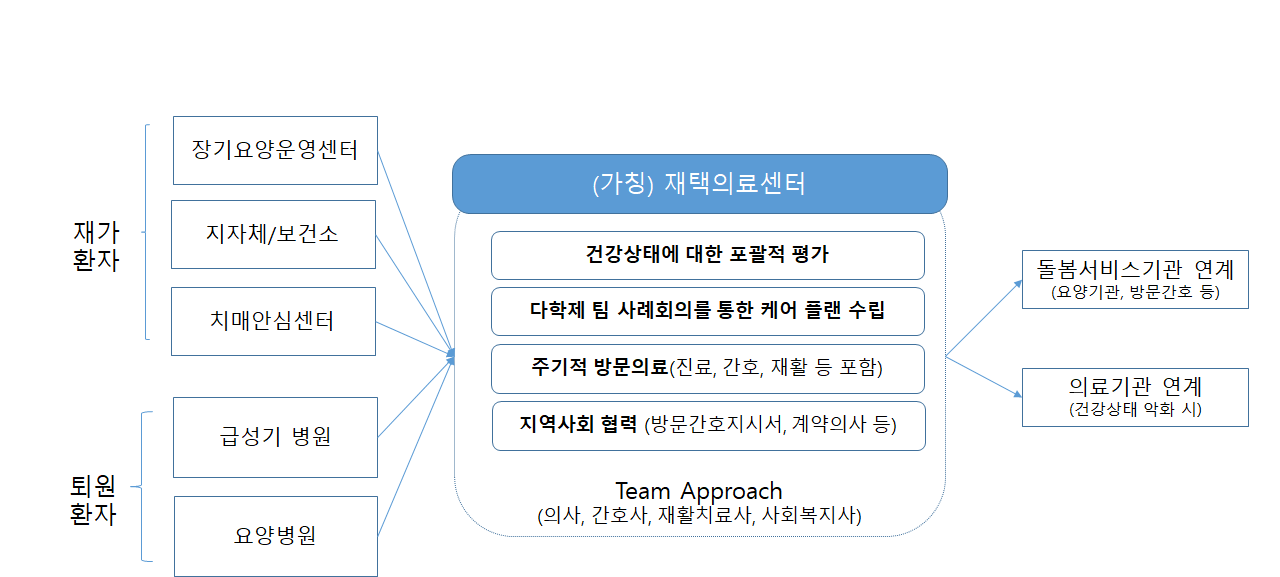 재가
환자
장기요양운영센터
지자체/보건소
치매안심센터
퇴원
환자
급성기 병원
요양병원
(가칭) 재택의료센터
건강상태에 대한 포괄적 평가
다학제 팀 사례회의를 통한 케어 플랜 수립
주기적 방문의료(진료, 간호, 재활 등 포함)
지역사회 협력 (방문간호지시서, 계약의사 등)
Team Approach
(의사, 간호사, 재활치료사, 사회복지사)
돌봄서비스기관 연계
(요양기관, 방문간호 등)
의료기관 연계
(건강상태 악화 시)